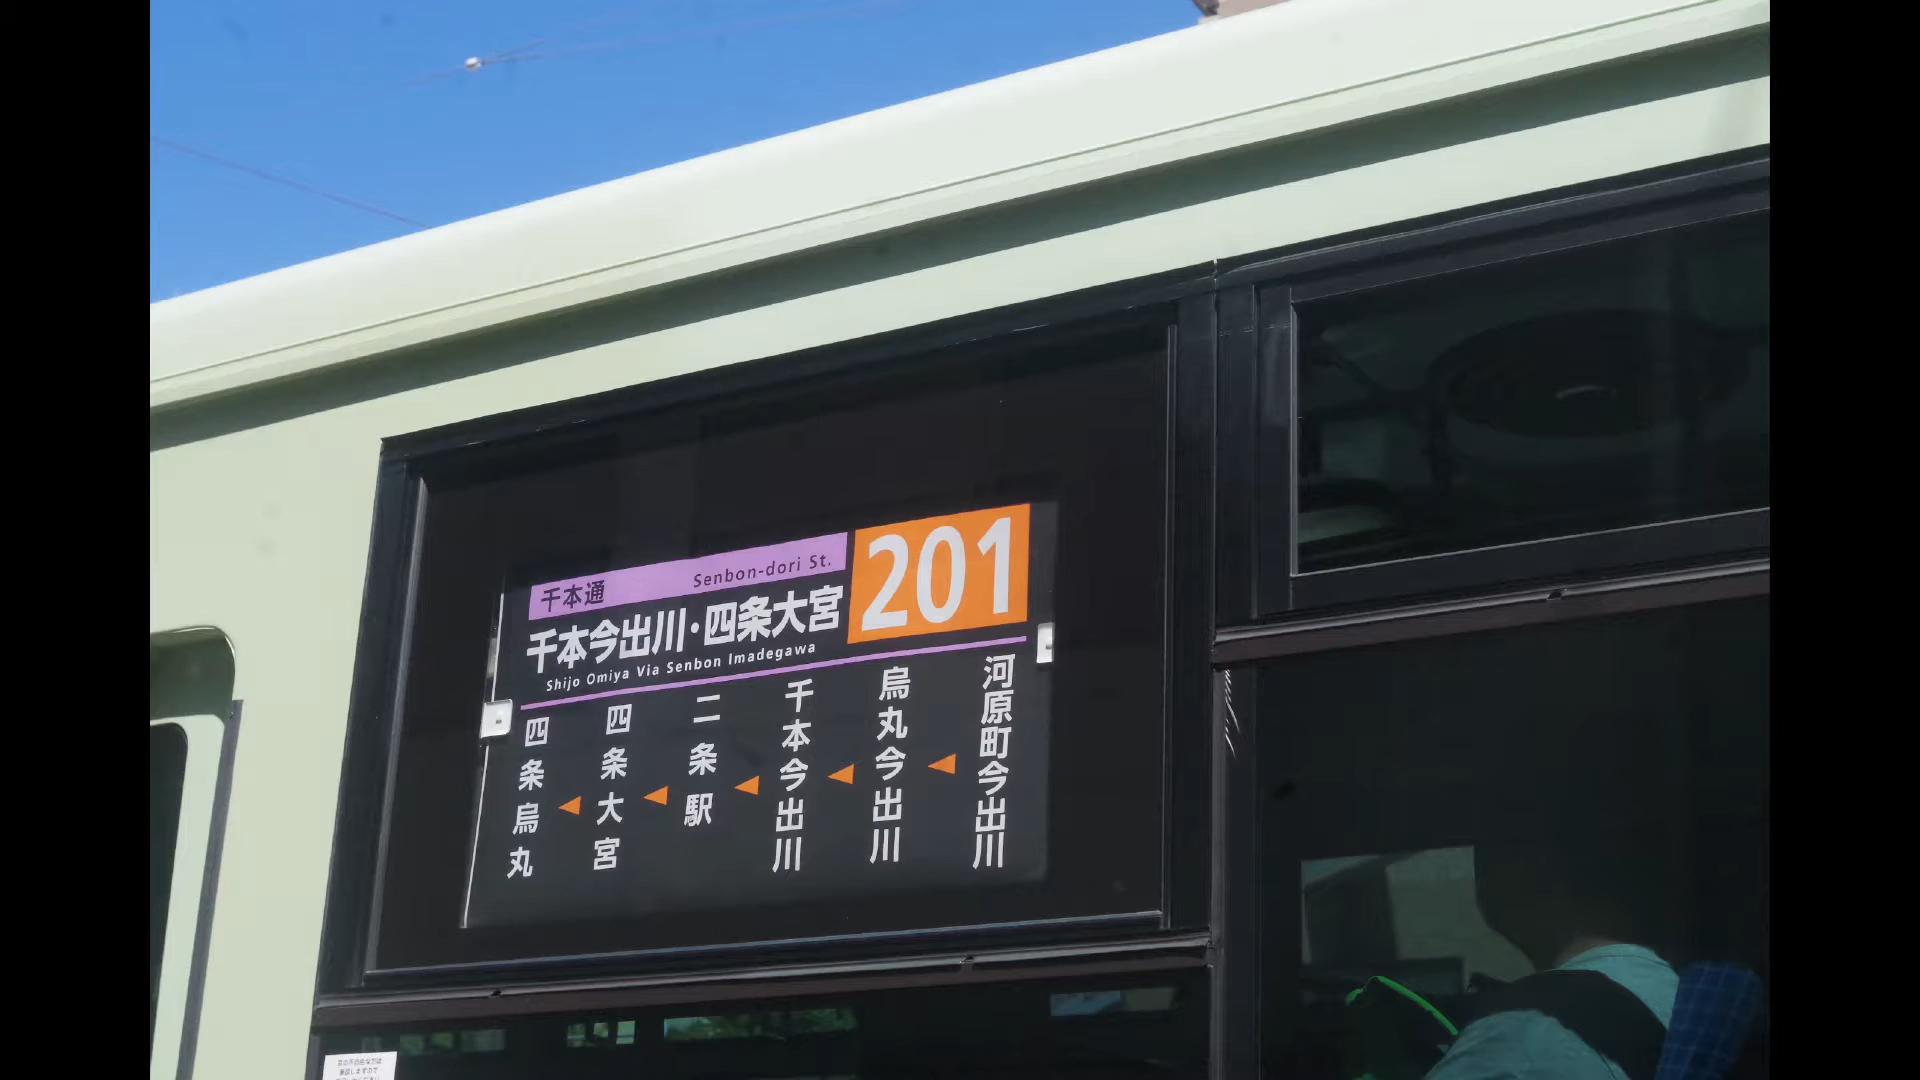 千本通 Senbon-dori St.
201
千本今出川・四条大宮
Shijo Omiya Via Senbon Imadegawa
河原町今出川
烏丸今出川
千本今出川
二条駅
四条大宮
四条烏丸